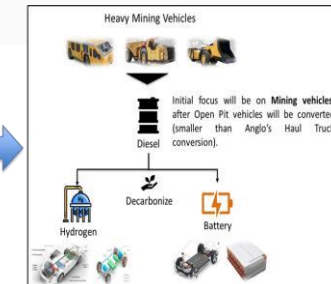 Heavy Mining Vehicles
Initial focus will be on Mining vehicles,
after Open Pit vehicles will be converted
(smaller than Anglo's Haul Truck
conversion).
Diesel
Decarbonize
Hydrogen
Battery